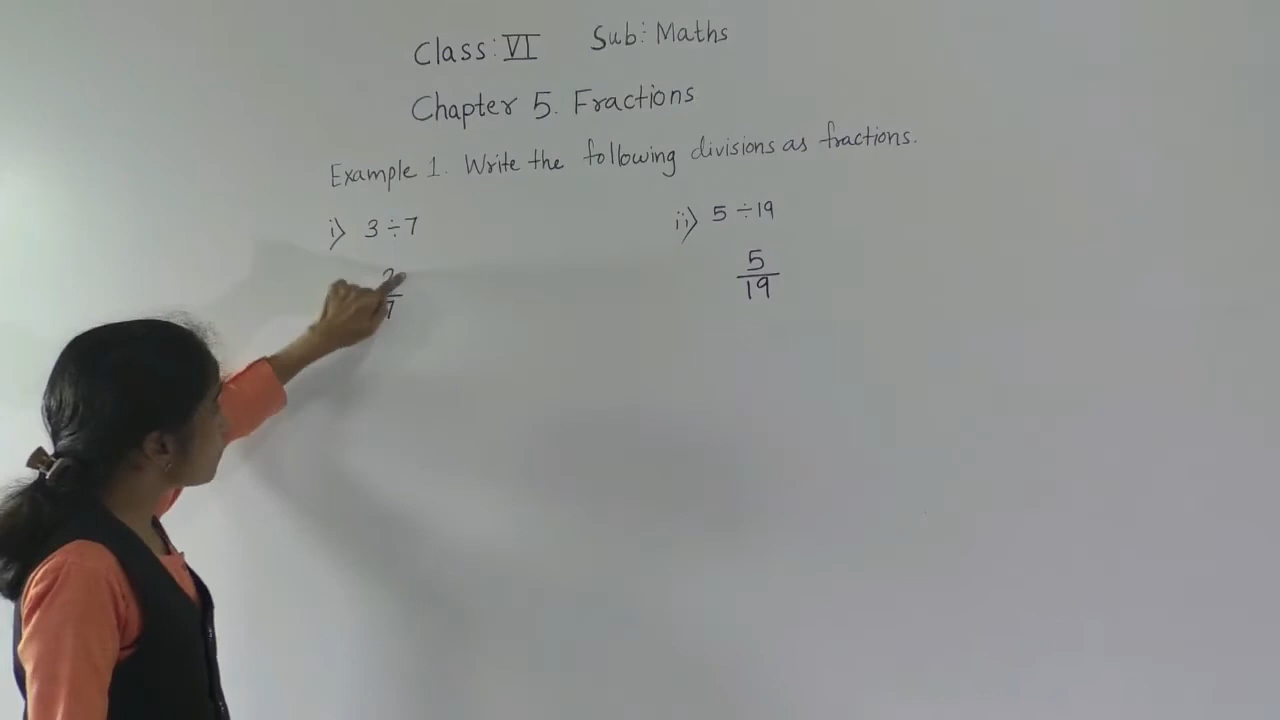 Class: VI Sub: Maths
Chapter 5. Fractions
Example 1. Write the following divisions as fractions.
i) 3 ÷ 7 ii) 5 ÷ 19
5
19
7